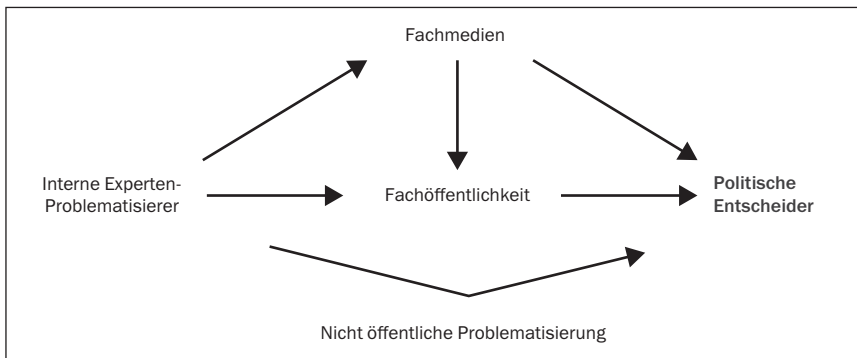 Fachmedien
Interne Experten-
Problematisierer
Fachöffentlichkeit
Politische
Entscheider
Nicht öffentliche Problematisierung